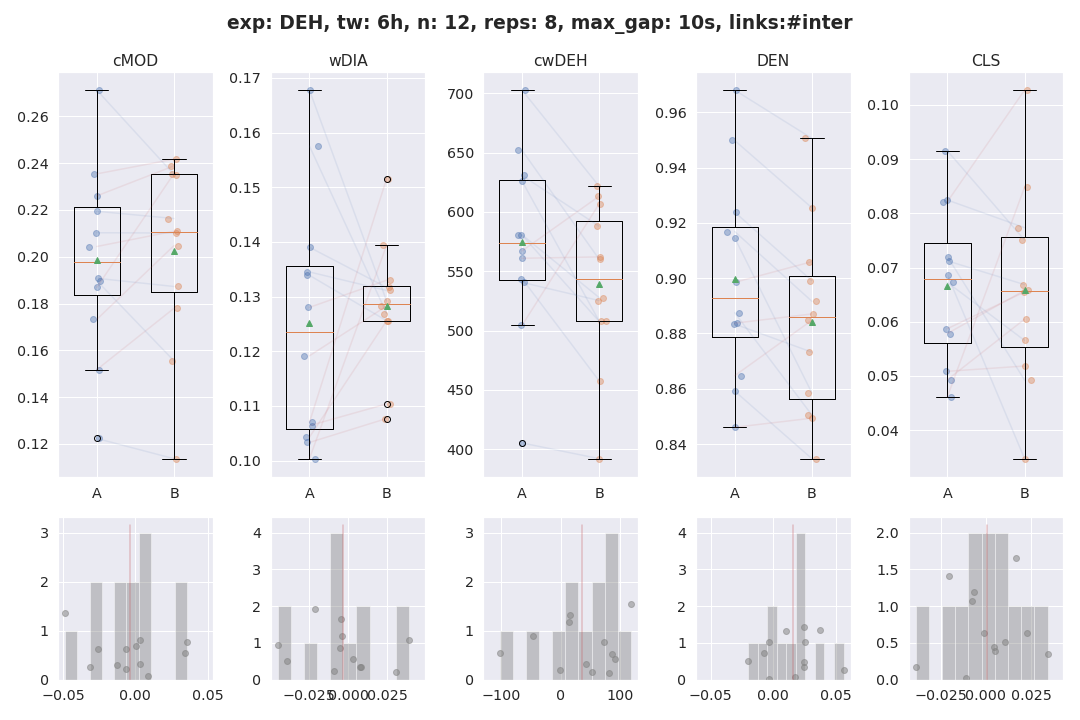 exp: DEH, tw: 6h, n: 12, reps: 8, max_gap: 10s, links:#inter
cMOD wDIA cwDEH DEN CLS
0.26 0.24 0.22 0.20 0.18 0.16 0.14 0.12
0.17 0.16 0.15 0.14 0.13 0.12 0.11 0.10
700 650 600 550 500 450 400
0.96 0.94 0.92 0.90 0.88 0.86 0.84
0.10 0.09 0.08 0.07 0.06 0.05 0.04
A B A B A B A B A B
3 2 1 0
4 3 2 1 0
3 2 1 0
4 3 2 1 0
2.0 1.5 1.0 0.5 0.0
−0.05 0.00 0.05
−0.025 0.000 0.025
−100 0 100
−0.05 0.00 0.05
−0.025 0.000 0.025